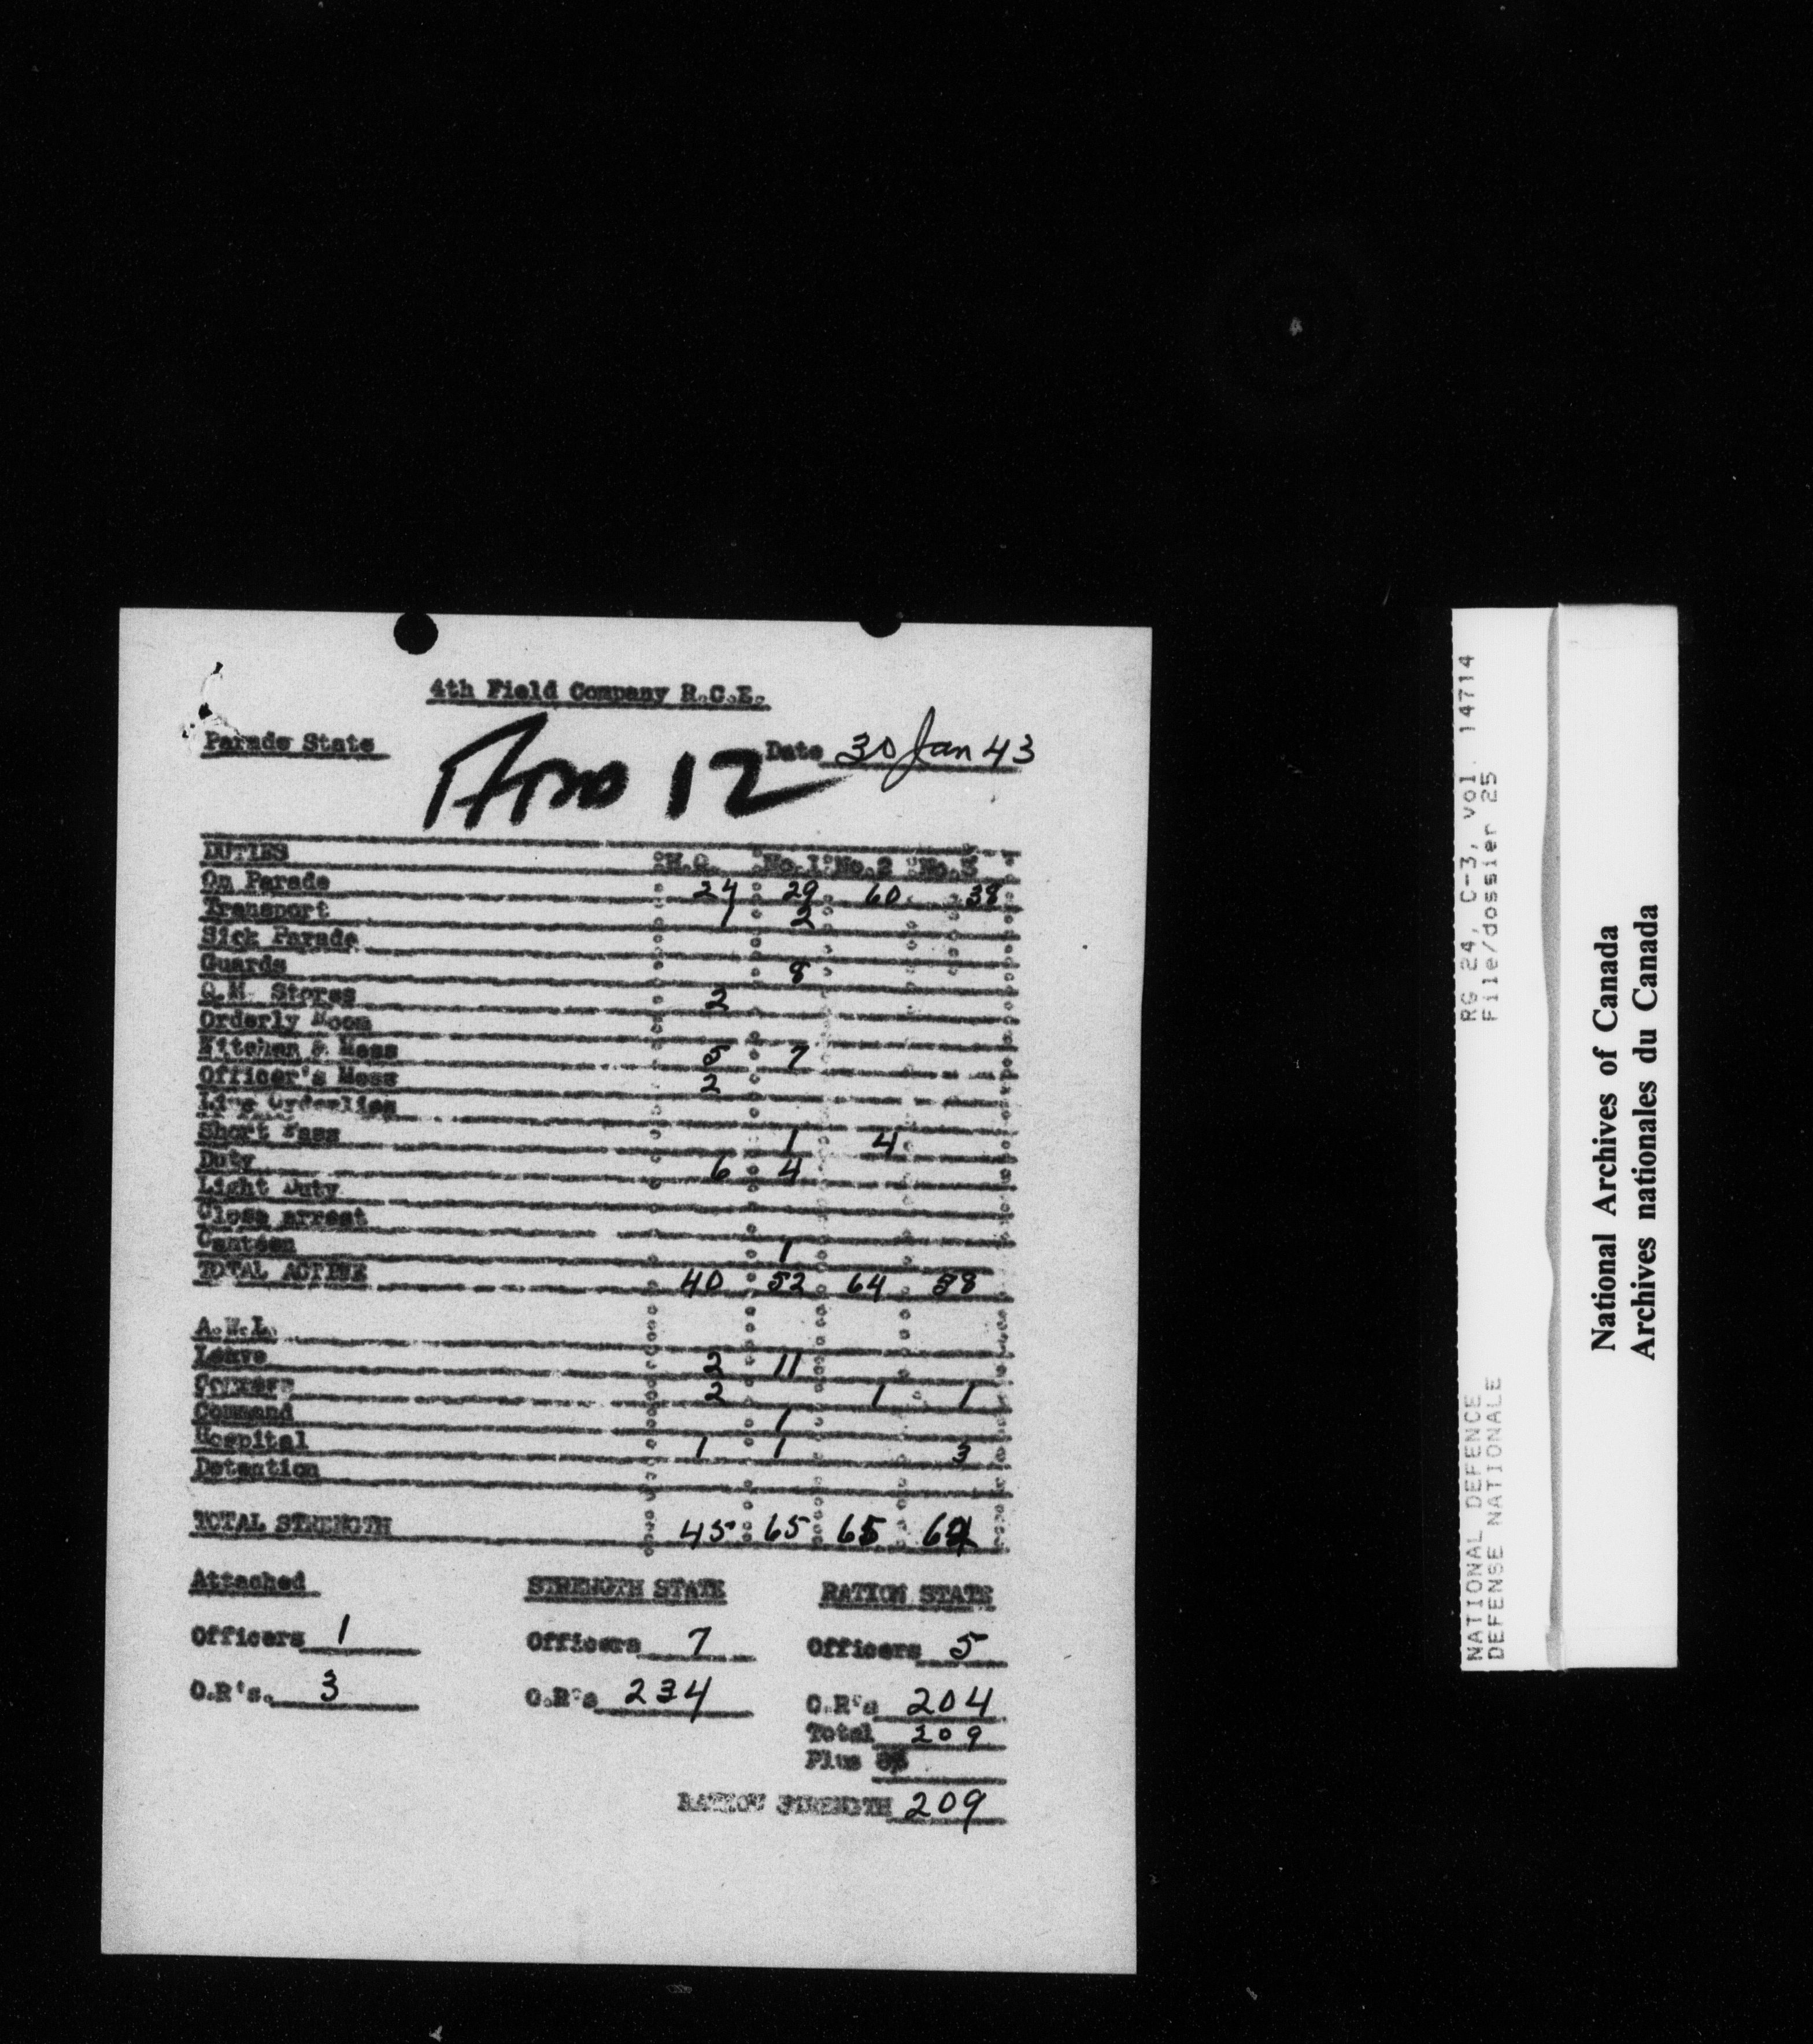 4th Field Company R.C.E.
Parade State
Date 30 Jan 43
12
DUTIES H.Q. No.1 No.2 No.3
On Parade 24 29 60 38
Transport 1 2
Sick Parade
Guards 8
Q.M. Stores 2
Orderly Room
Kitchen & Mess 5 7
Officer's Mess 2
Line Orderlies
Short Pass 1 4
Duty 6 4
Light Duty
Close arrest
Canteen 1
TOTAL ACTIVE 40 52 64 58
A.W.L.
Leave 2 11
Courses 2 1 1
Command 1
Hospital 1 1 3
Detention
TOTAL STRENGTH 45 65 65
Attached STRENGTH STATE RATION STATE
Officers 1 Officers 7 Officers 5
O.R's. 3 O.R's 234 O.R's 204
Total 209
Plus
RATION STRENGTH 209
RG 24, C-3, vol. 14714
File/dossier 25
NATIONAL DEFENCE
DEFENSE NATIONALE
National Archives of Canada
Archives nationales du Canada